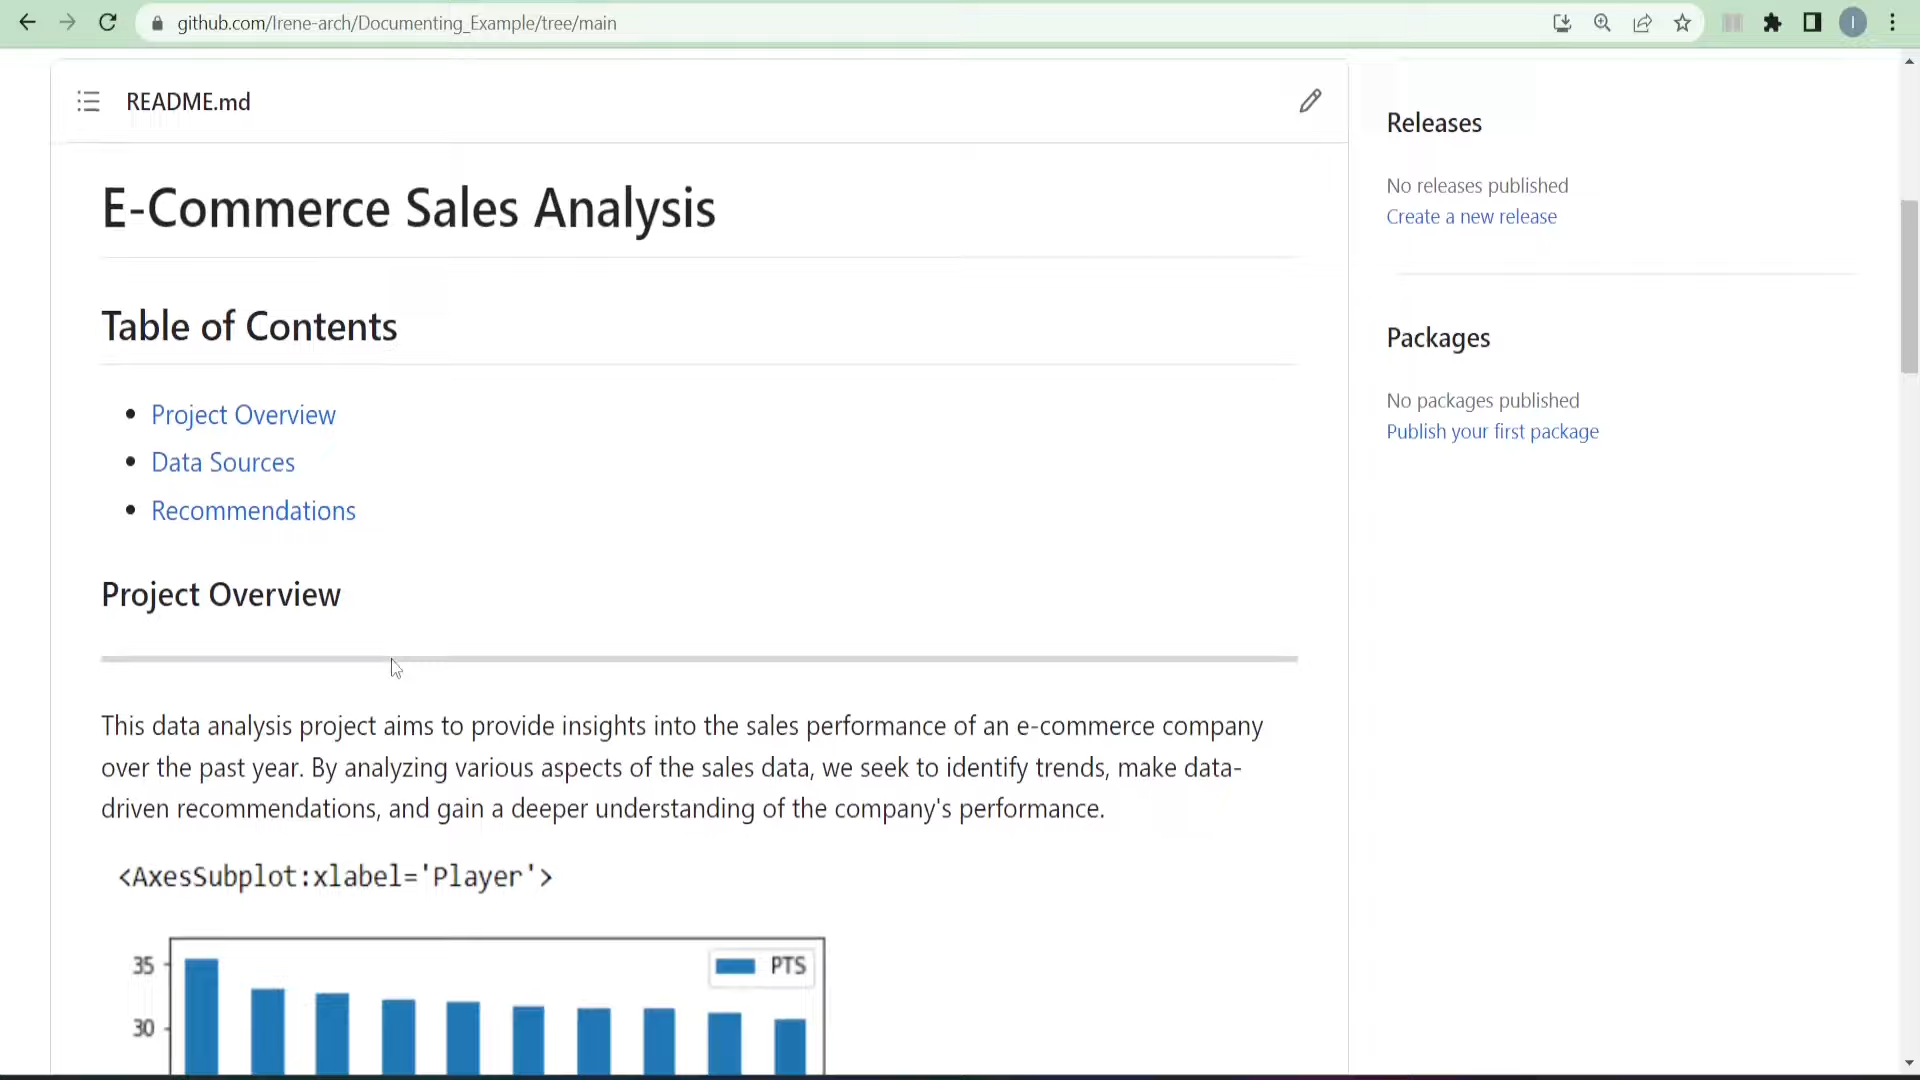 github.com/Irene-arch/Documenting_Example/tree/main
I
README.md
E-Commerce Sales Analysis
Table of Contents
Project Overview
Data Sources
Recommendations
Project Overview
This data analysis project aims to provide insights into the sales performance of an e-commerce company
over the past year. By analyzing various aspects of the sales data, we seek to identify trends, make data-
driven recommendations, and gain a deeper understanding of the company's performance.
<AxesSubplot:xlabel='Player'>
35
PTS
30
Releases
No releases published
Create a new release
Packages
No packages published
Publish your first package